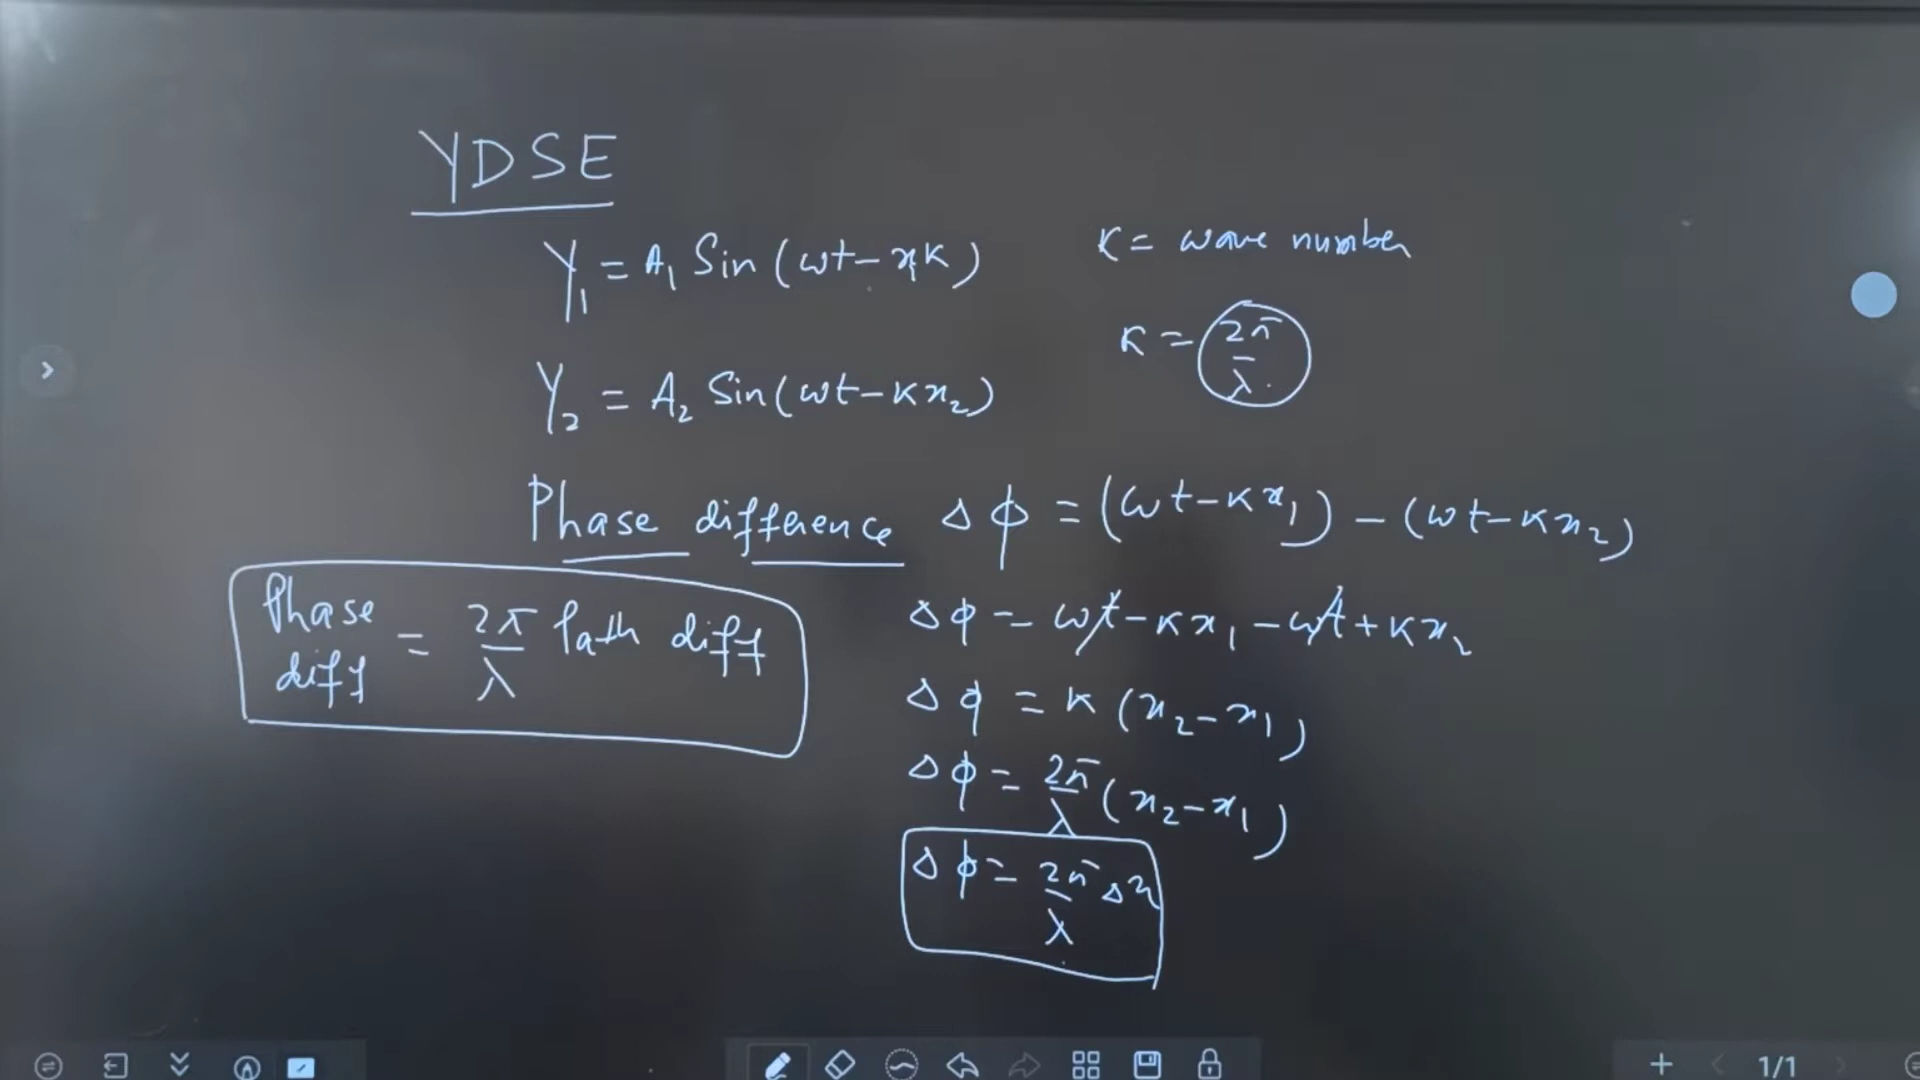 YDSE
Y₁ = A₁ Sin (ωt – xK)
K = wave number
K = 2π/λ
Y₂ = A₂ Sin(ωt – Kx₂)
Phase difference Δϕ = (ωt – Kx₁) – (ωt – Kx₂)
Phase diff = 2π/λ Path diff
Δϕ = ωt – Kx₁ – ωt + Kx₂
Δϕ = K (x₂ – x₁)
Δϕ = 2π/λ (x₂ – x₁)
Δϕ = 2π/λ Δx
1/1